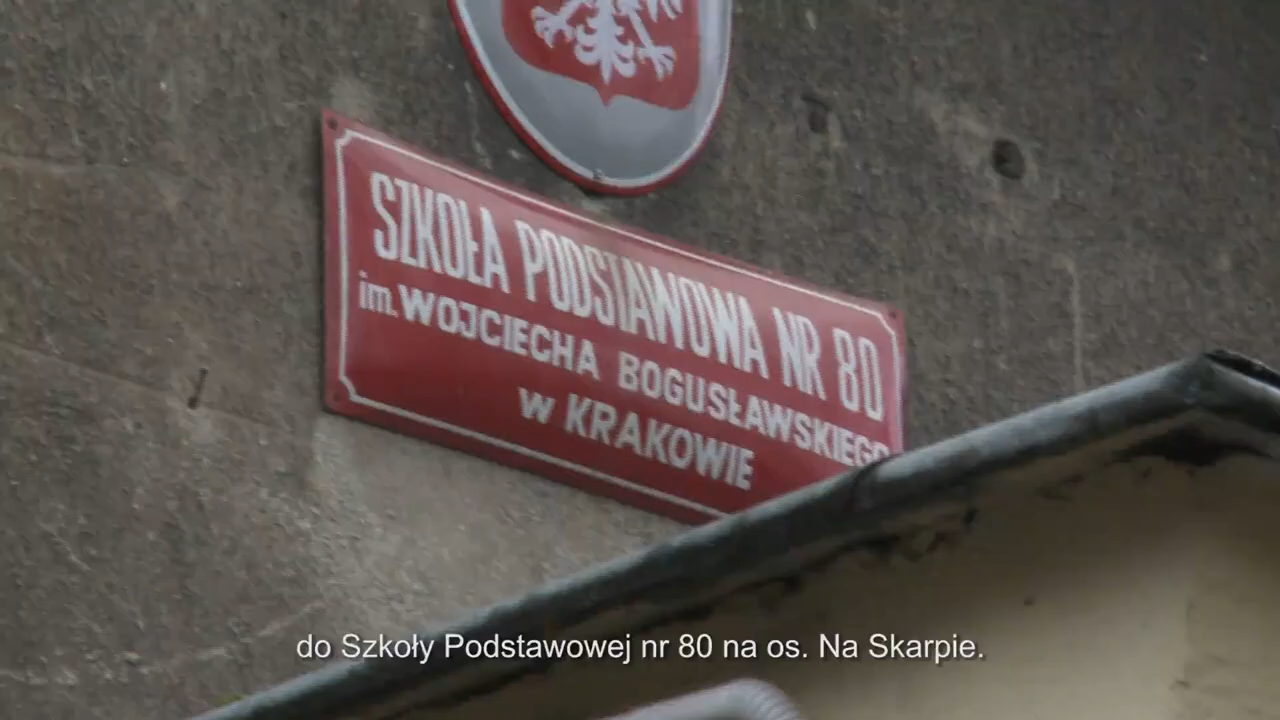 SZKOŁA PODSTAWOWA NR 80
im. WOJCIECHA BOGUSŁAWSKIEGO
w KRAKOWIE
do Szkoły Podstawowej nr 80 na os. Na Skarpie.